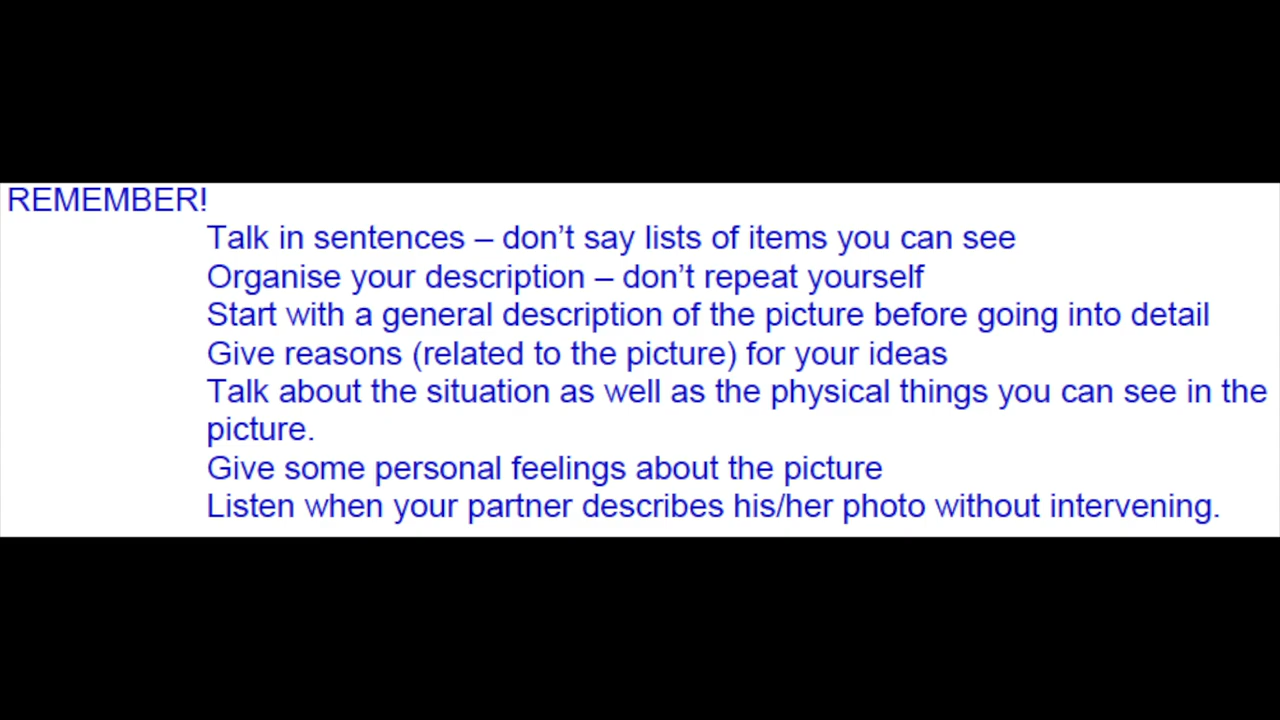 REMEMBER!
Talk in sentences – don’t say lists of items you can see
Organise your description – don’t repeat yourself
Start with a general description of the picture before going into detail
Give reasons (related to the picture) for your ideas
Talk about the situation as well as the physical things you can see in the
picture.
Give some personal feelings about the picture
Listen when your partner describes his/her photo without intervening.